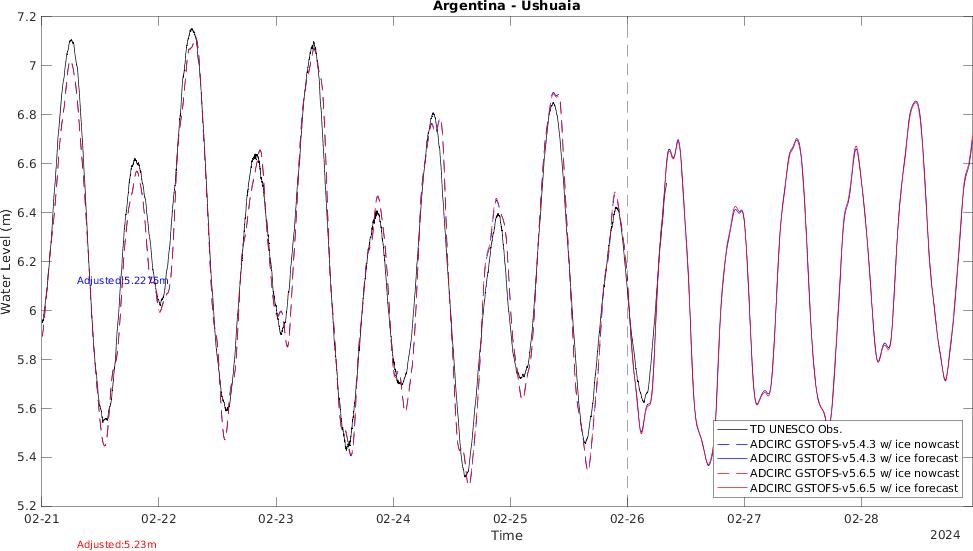 Argentina - Ushuaia
Water Level (m)
7.2
7
6.8
6.6
6.4
6.2
6
5.8
5.6
5.4
5.2
Adjusted:5.2275m
TD UNESCO Obs.
ADCIRC GSTOFS-v5.4.3 w/ ice nowcast
ADCIRC GSTOFS-v5.4.3 w/ ice forecast
ADCIRC GSTOFS-v5.6.5 w/ ice nowcast
ADCIRC GSTOFS-v5.6.5 w/ ice forecast
02-21 02-22 02-23 02-24 02-25 02-26 02-27 02-28
Time
2024
Adjusted:5.23m